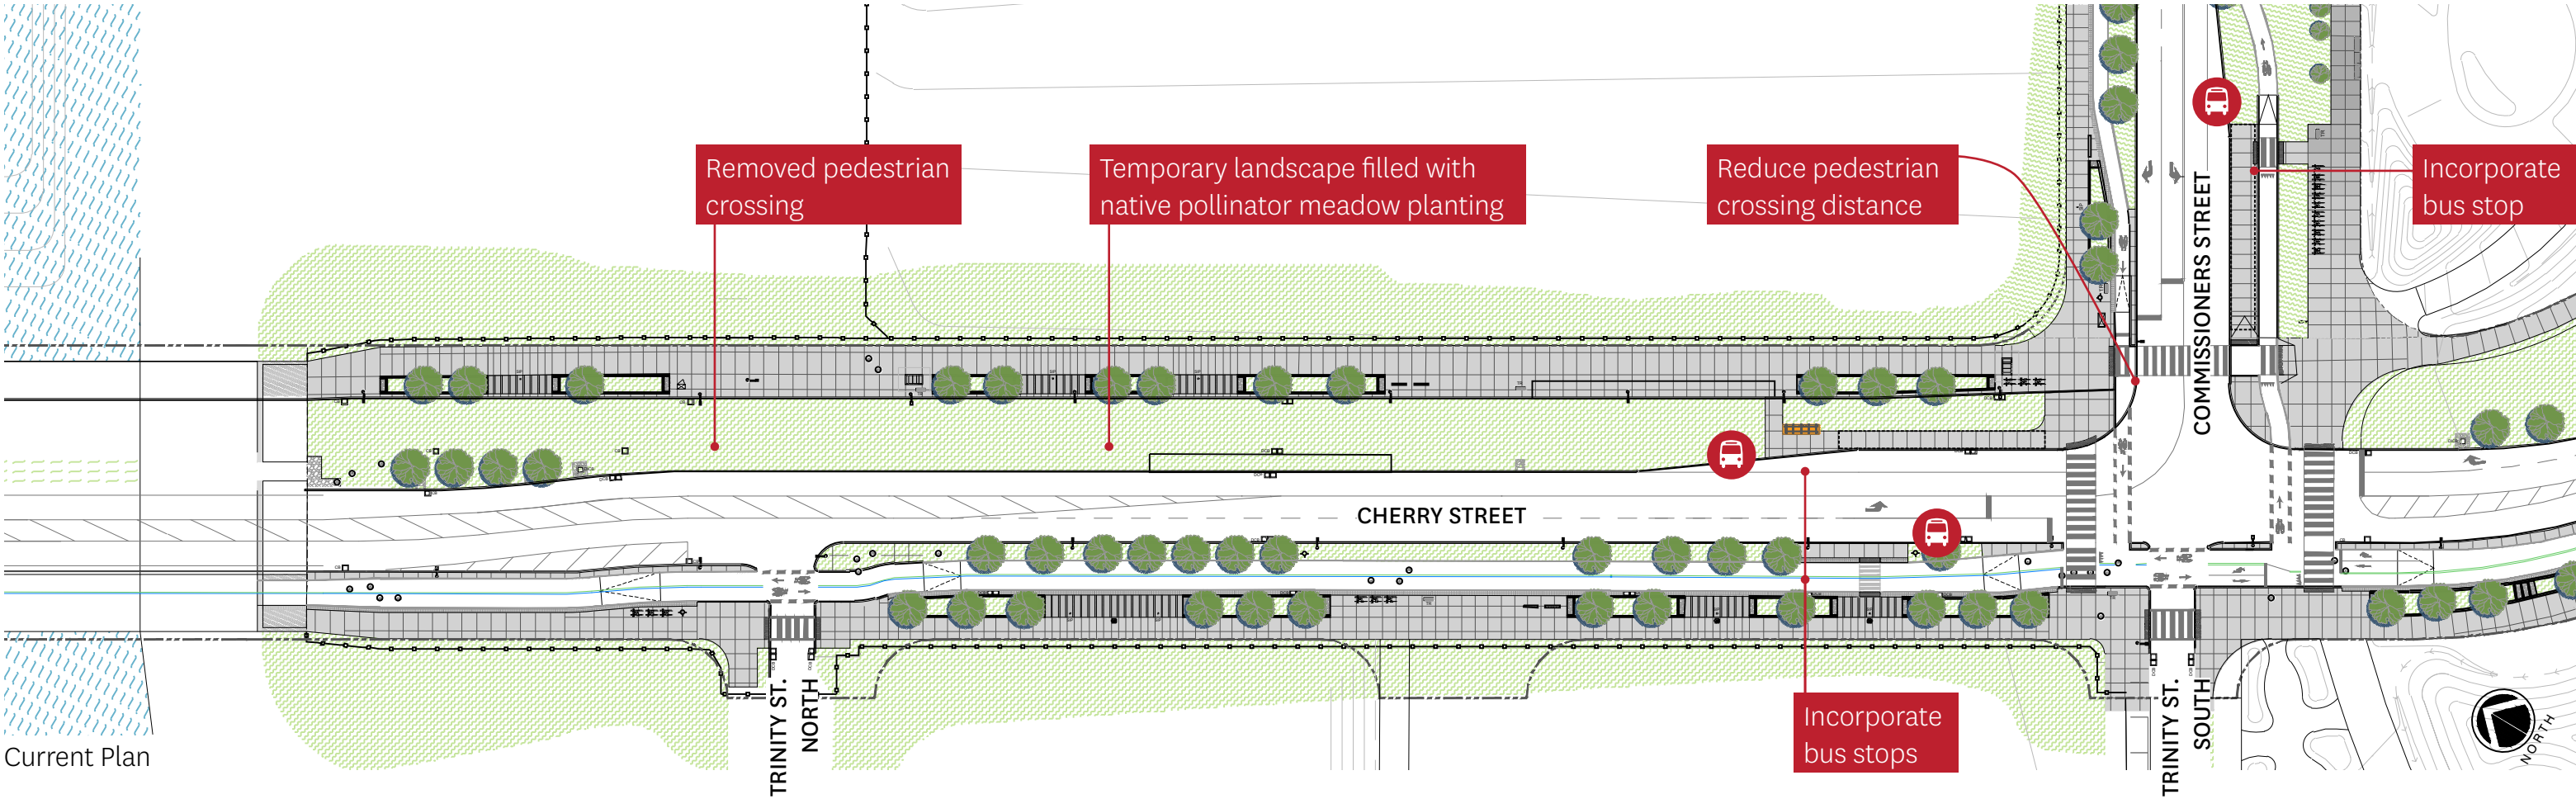 Removed pedestrian
crossing
Temporary landscape filled with
native pollinator meadow planting
Reduce pedestrian
crossing distance
Incorporate
bus stop
COMMISSIONERS STREET
CHERRY STREET
TRINITY ST.
NORTH
Incorporate
bus stops
TRINITY ST.
SOUTH
NORTH
Current Plan